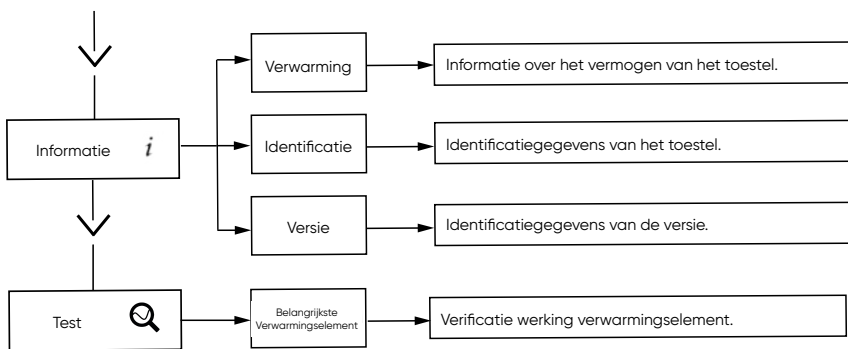 Verwarming
Informatie over het vermogen van het toestel.
Informatie i
Identificatie
Identificatiegegevens van het toestel.
Versie
Identificatiegegevens van de versie.
Test
Belangrijkste
Verwarmingselement
Verificatie werking verwarmingselement.